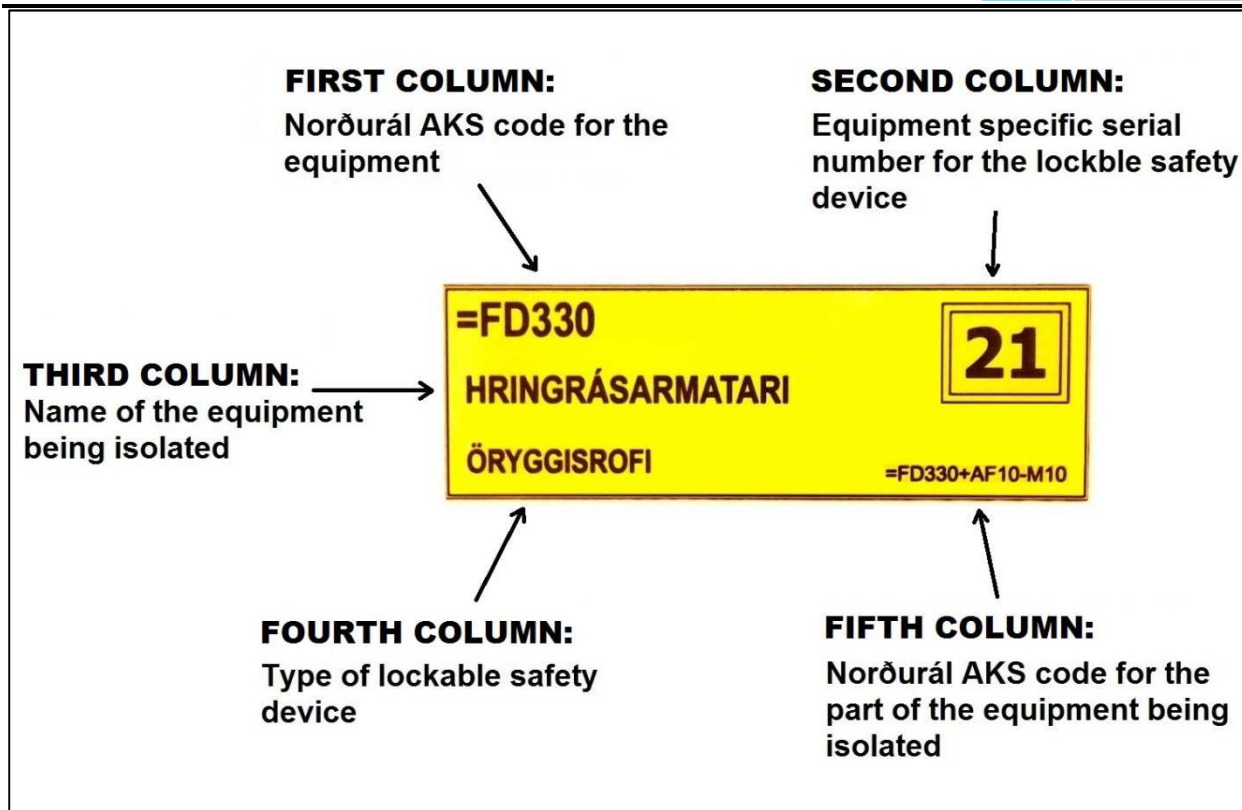 FIRST COLUMN:
Norðurál AKS code for the
equipment
SECOND COLUMN:
Equipment specific serial
number for the lockble safety
device
=FD330
21
THIRD COLUMN:
Name of the equipment
being isolated
HRINGRÁSARMATARI
ÖRYGGISROFI
=FD330+AF10-M10
FOURTH COLUMN:
Type of lockable safety
device
FIFTH COLUMN:
Norðurál AKS code for the
part of the equipment being
isolated